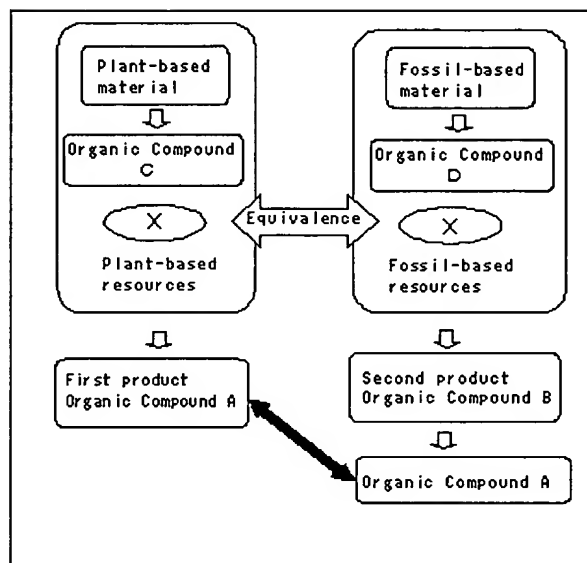 Plant-based
material
Organic Compound
C
X
Plant-based
resources
First product
Organic Compound A
Equivalence
Fossil-based
material
Organic Compound
D
X
Fossil-based
resources
Second product
Organic Compound B
Organic Compound A